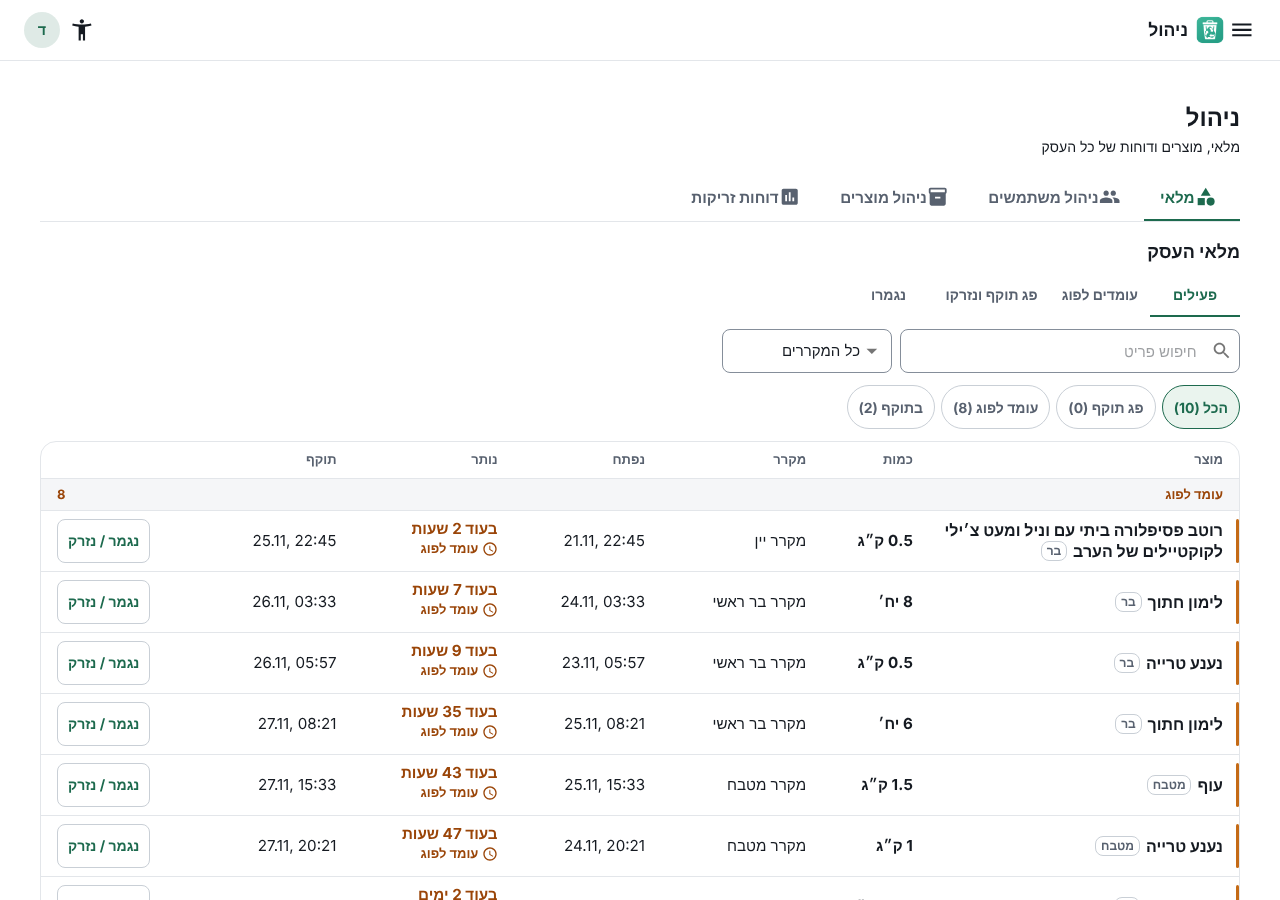 ניהול
ד
ניהול
מלאי, מוצרים ודוחות של כל העסק
מלאי
ניהול משתמשים
ניהול מוצרים
דוחות זריקות
מלאי העסק
פעילים
עומדים לפוג
פג תוקף ונזרקו
נגמרו
חיפוש פריט
כל המקררים
הכל (10)
פג תוקף (0)
עומד לפוג (8)
בתוקף (2)
מוצר כמות מקרר נפתח נותר תוקף
עומד לפוג 8
רוטב פסיפלורה ביתי עם וניל ומעט צ׳ילי
לקוקטיילים של הערב בר
0.5 ק״ג
מקרר יין
21.11, 22:45
בעוד 2 שעות
עומד לפוג
25.11, 22:45
נגמר / נזרק
לימון חתוך בר
8 יח׳
מקרר בר ראשי
24.11, 03:33
בעוד 7 שעות
עומד לפוג
26.11, 03:33
נגמר / נזרק
נענע טרייה בר
0.5 ק״ג
מקרר בר ראשי
23.11, 05:57
בעוד 9 שעות
עומד לפוג
26.11, 05:57
נגמר / נזרק
לימון חתוך בר
6 יח׳
מקרר בר ראשי
25.11, 08:21
בעוד 35 שעות
עומד לפוג
27.11, 08:21
נגמר / נזרק
עוף מטבח
1.5 ק״ג
מקרר מטבח
25.11, 15:33
בעוד 43 שעות
עומד לפוג
27.11, 15:33
נגמר / נזרק
נענע טרייה מטבח
1 ק״ג
מקרר מטבח
24.11, 20:21
בעוד 47 שעות
עומד לפוג
27.11, 20:21
נגמר / נזרק
בעוד 2 ימים